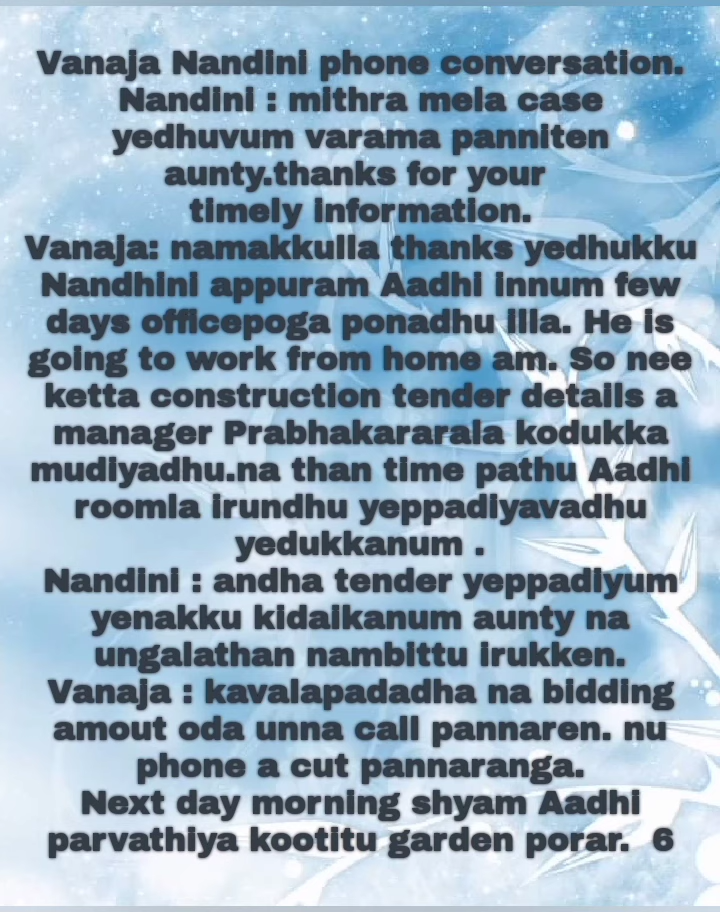 Vanaja Nandini phone conversation.
Nandini : mithra mela case
yedhuvum varama panniten
aunty.thanks for your
timely information.
Vanaja: namakkulla thanks yedhukku
Nandhini appuram Aadhi innum few
days officepoga ponadhu illa. He is
going to work from home am. So nee
ketta construction tender details a
manager Prabhakararala kodukka
mudiyadhu.na than time pathu Aadhi
roomla irundhu yeppadiyavadhu
yedukkanum .
Nandini : andha tender yeppadiyum
yenakku kidaikanum aunty na
ungalathan nambittu irukken.
Vanaja : kavalapadadha na bidding
amout oda unna call pannaren. nu
phone a cut pannaranga.
Next day morning shyam Aadhi
parvathiya kootitu garden porar.  6